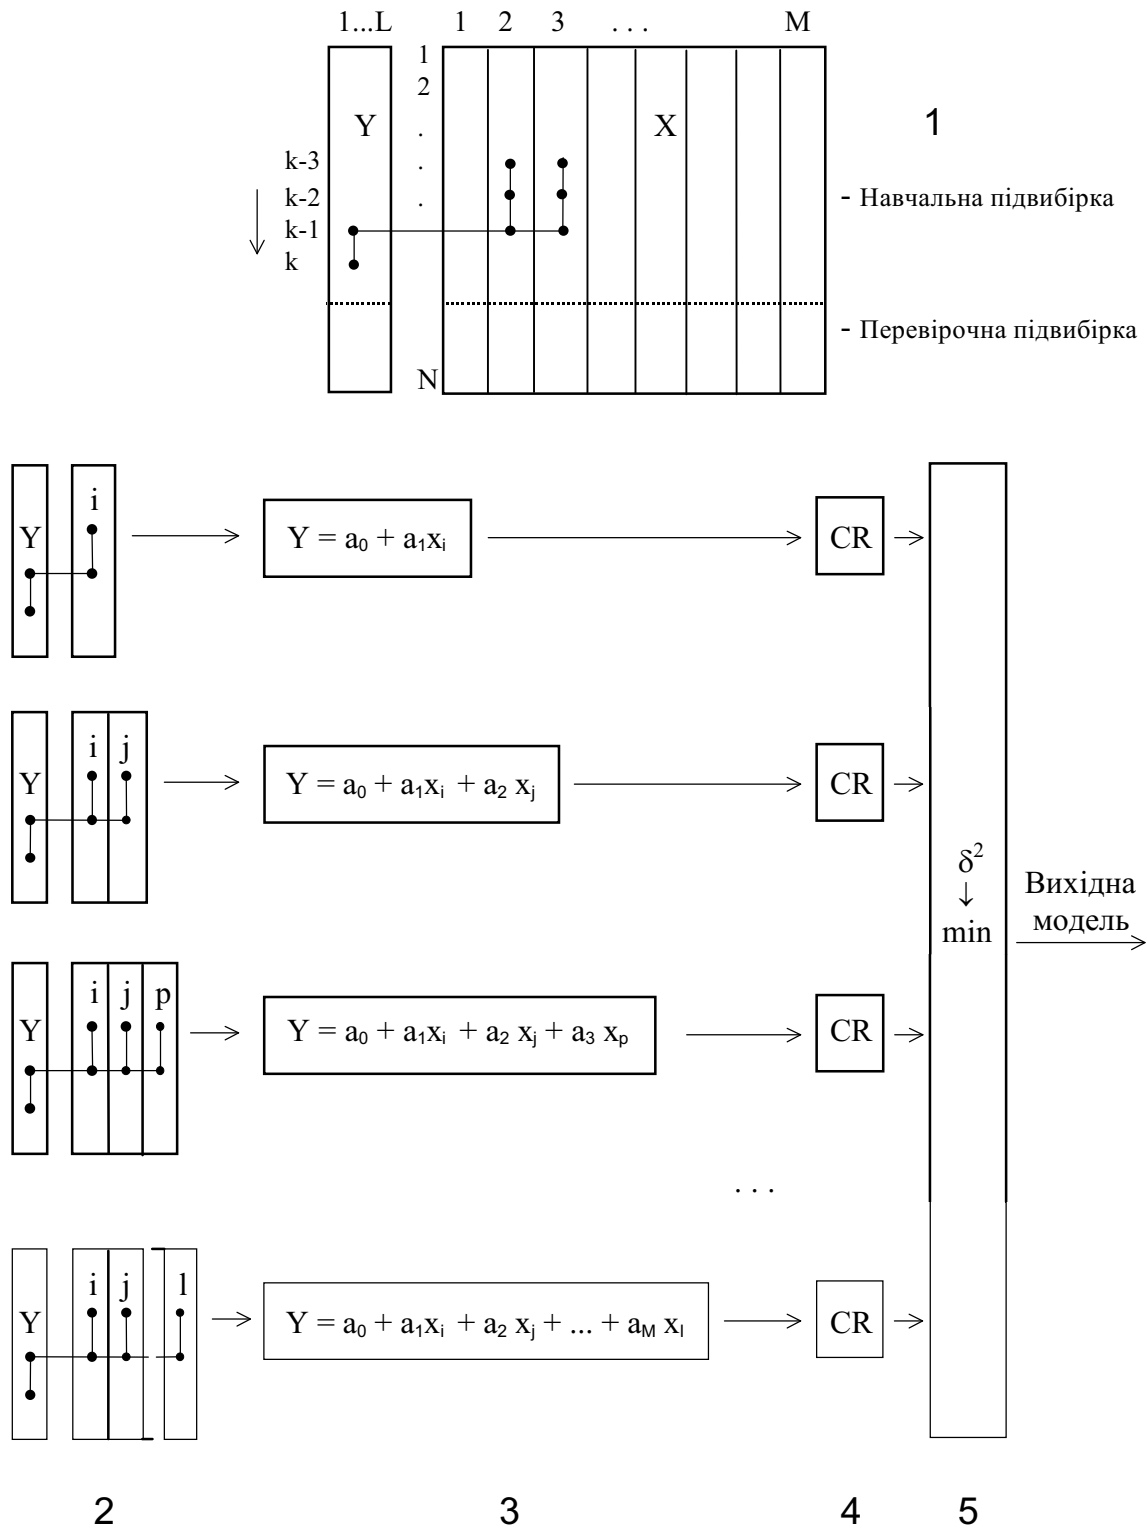 1...L 1 2 3 . . . M
1
2
Y . X 1
k-3 .
k-2 . - Навчальна підвибірка
k-1
k
- Перевірочна підвибірка
N
i
Y Y = a₀ + a₁xᵢ CR
i j
Y Y = a₀ + a₁xᵢ + a₂ xⱼ CR
δ²
↓
min
Вихідна
модель
i j p
Y Y = a₀ + a₁xᵢ + a₂ xⱼ + a₃ xₚ CR
. . .
i j l
Y Y = a₀ + a₁xᵢ + a₂ xⱼ + ... + a_M x_l CR
2 3 4 5